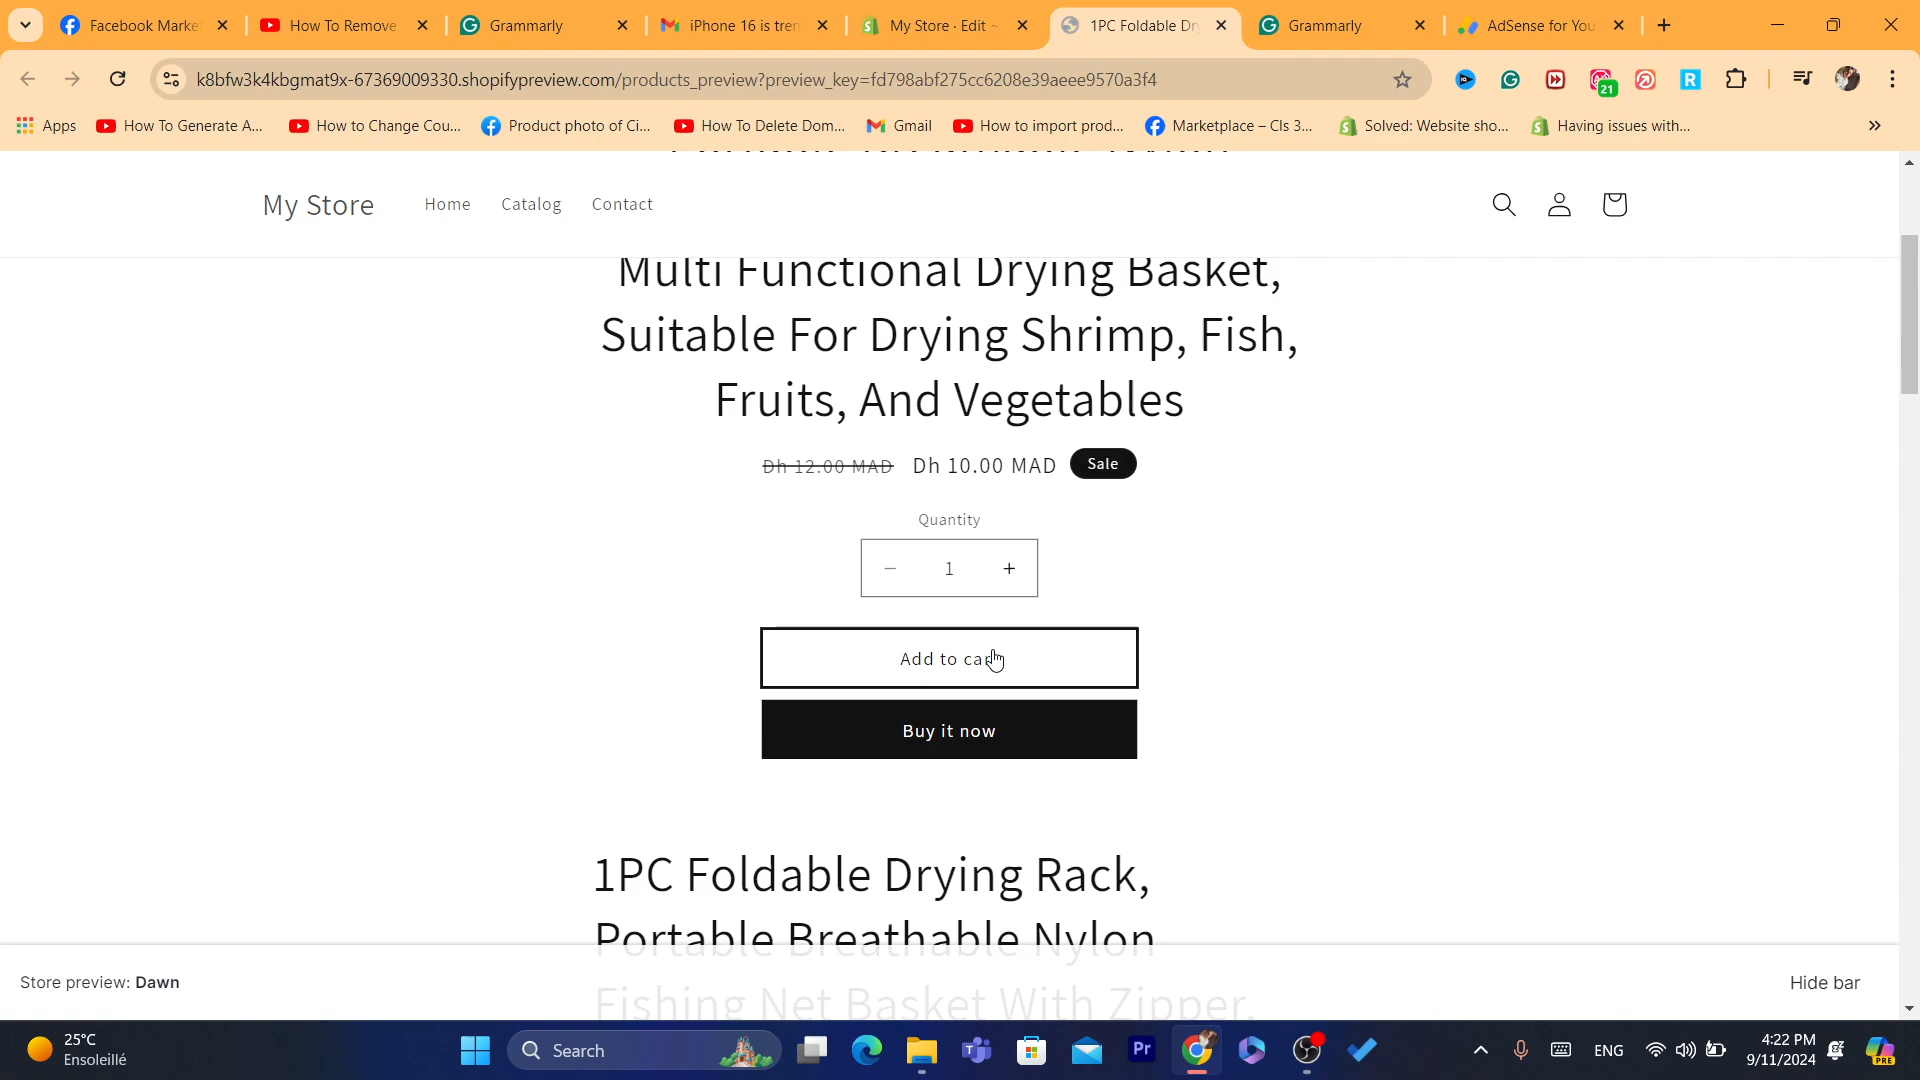 Facebook Marke
How To Remove
Grammarly
iPhone 16 is tren
My Store · Edit ~
1PC Foldable Dry
Grammarly
AdSense for You
k8bfw3k4kbgmat9x-67369009330.shopifypreview.com/products_preview?preview_key=fd798abf275cc6208e39aeee9570a3f4
21
Apps
How To Generate A...
How to Change Cou...
Product photo of Ci...
How To Delete Dom...
Gmail
How to import prod...
Marketplace – Cls 3...
Solved: Website sho...
Having issues with...
My Store
Home
Catalog
Contact
Multi Functional Drying Basket,
Suitable For Drying Shrimp, Fish,
Fruits, And Vegetables
Dh 12.00 MAD Dh 10.00 MAD Sale
Quantity
− 1 +
Add to car
Buy it now
1PC Foldable Drying Rack,
Portable Breathable Nylon
Fishing Net Basket With Zipper,
Store preview: Dawn
Hide bar
25°C
Ensoleillé
Search
Pr
ENG
4:22 PM
9/11/2024
PRE